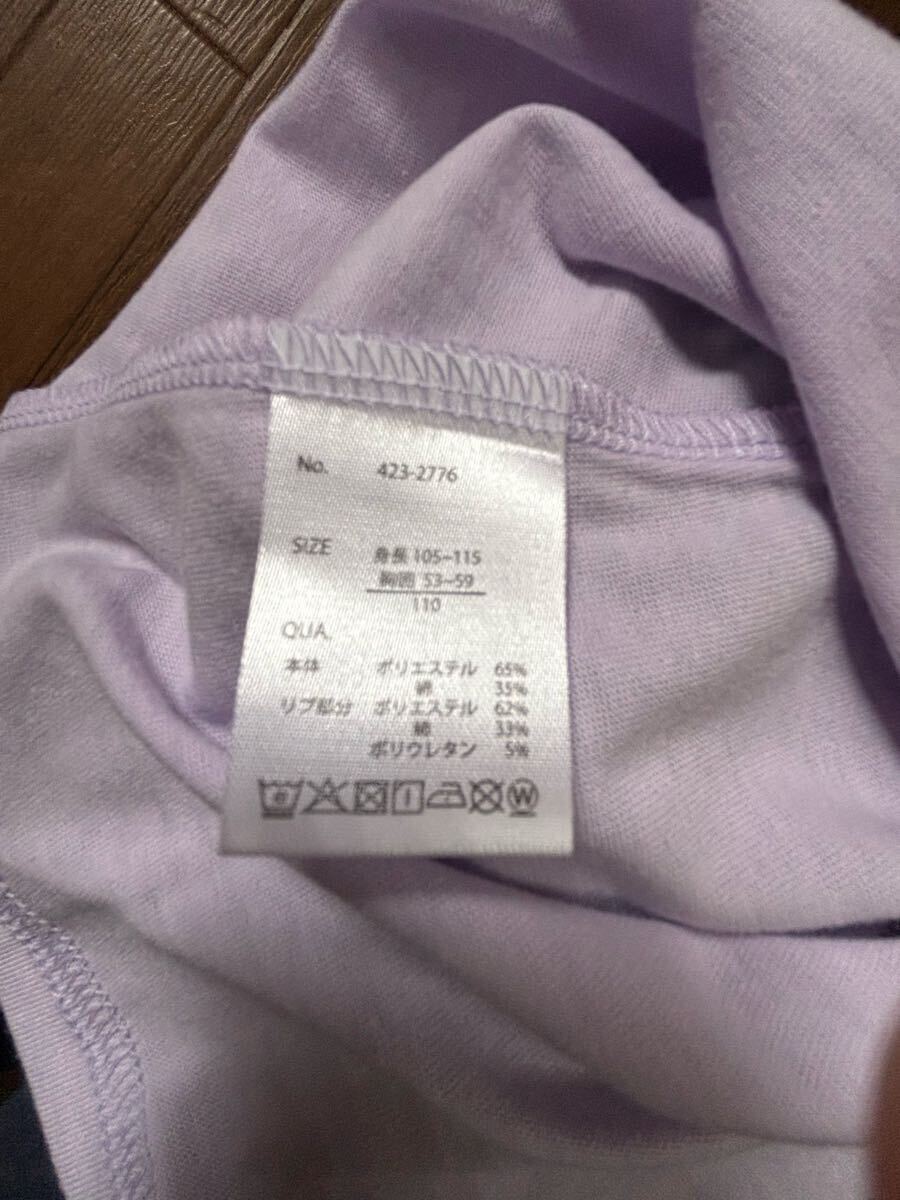 No. 423-2776
SIZE 身長 105~115
胸囲 53~59
110
QUA.
本体 ポリエステル 65%
綿 35%
リブ部分 ポリエステル 62%
綿 33%
ポリウレタン 5%
W